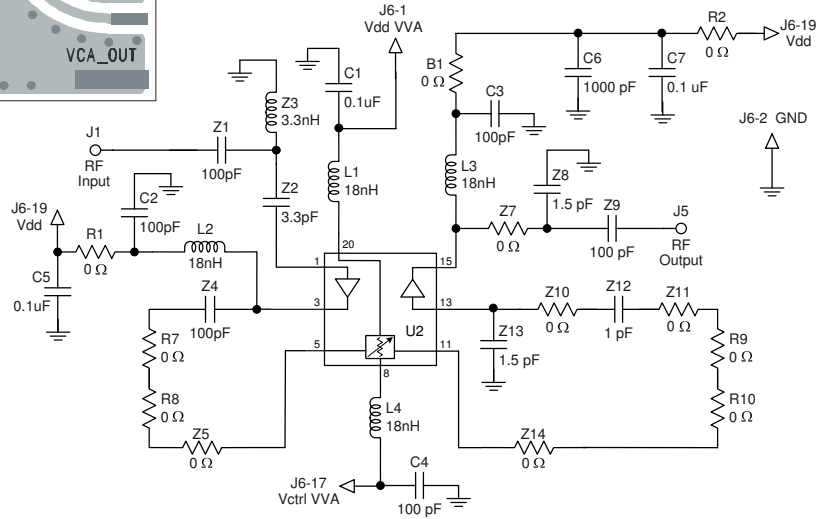 VCA_OUT
J6-1
Vdd VVA
C1
0.1uF
Z3
3.3nH
J1
RF
Input
Z1
100pF
Z2
3.3pF
L1
18nH
B1
0 Ω
C3
100pF
L3
18nH
C6
1000 pF
C7
0.1 uF
R2
0 Ω
J6-19
Vdd
J6-2 GND
Z8
1.5 pF
Z7
0 Ω
Z9
100 pF
J5
RF
Output
J6-19
Vdd
C2
100pF
R1
0 Ω
L2
18nH
C5
0.1uF
Z4
100pF
R7
0 Ω
R8
0 Ω
Z5
0 Ω
20
1
3
5
8
15
13
11
U2
L4
18nH
J6-17
Vctrl VVA
C4
100 pF
Z13
1.5 pF
Z10
0 Ω
Z12
1 pF
Z11
0 Ω
R9
0 Ω
R10
0 Ω
Z14
0 Ω